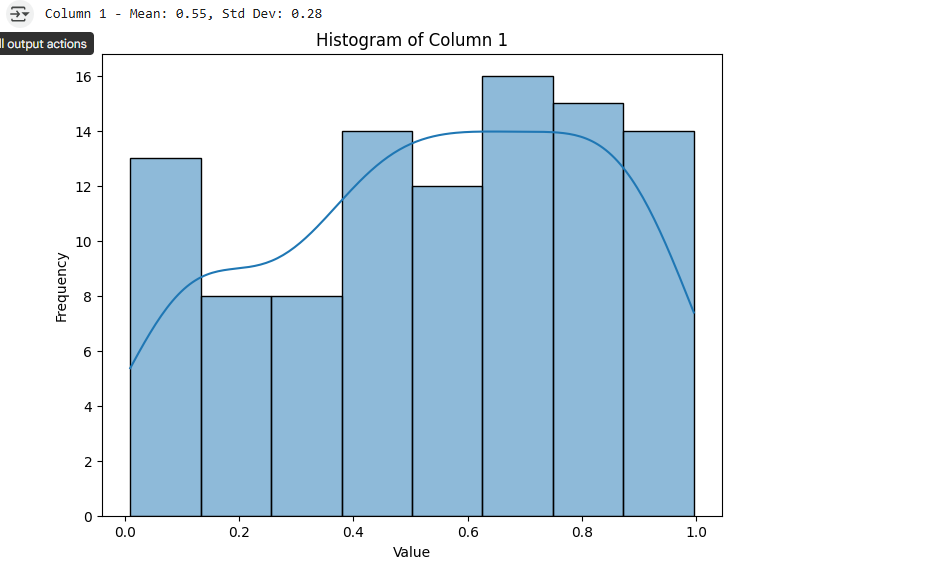 Column 1 - Mean: 0.55, Std Dev: 0.28
ll output actions
Histogram of Column 1
16
14
12
10
8
6
4
2
0
Frequency
0.0 0.2 0.4 0.6 0.8 1.0
Value